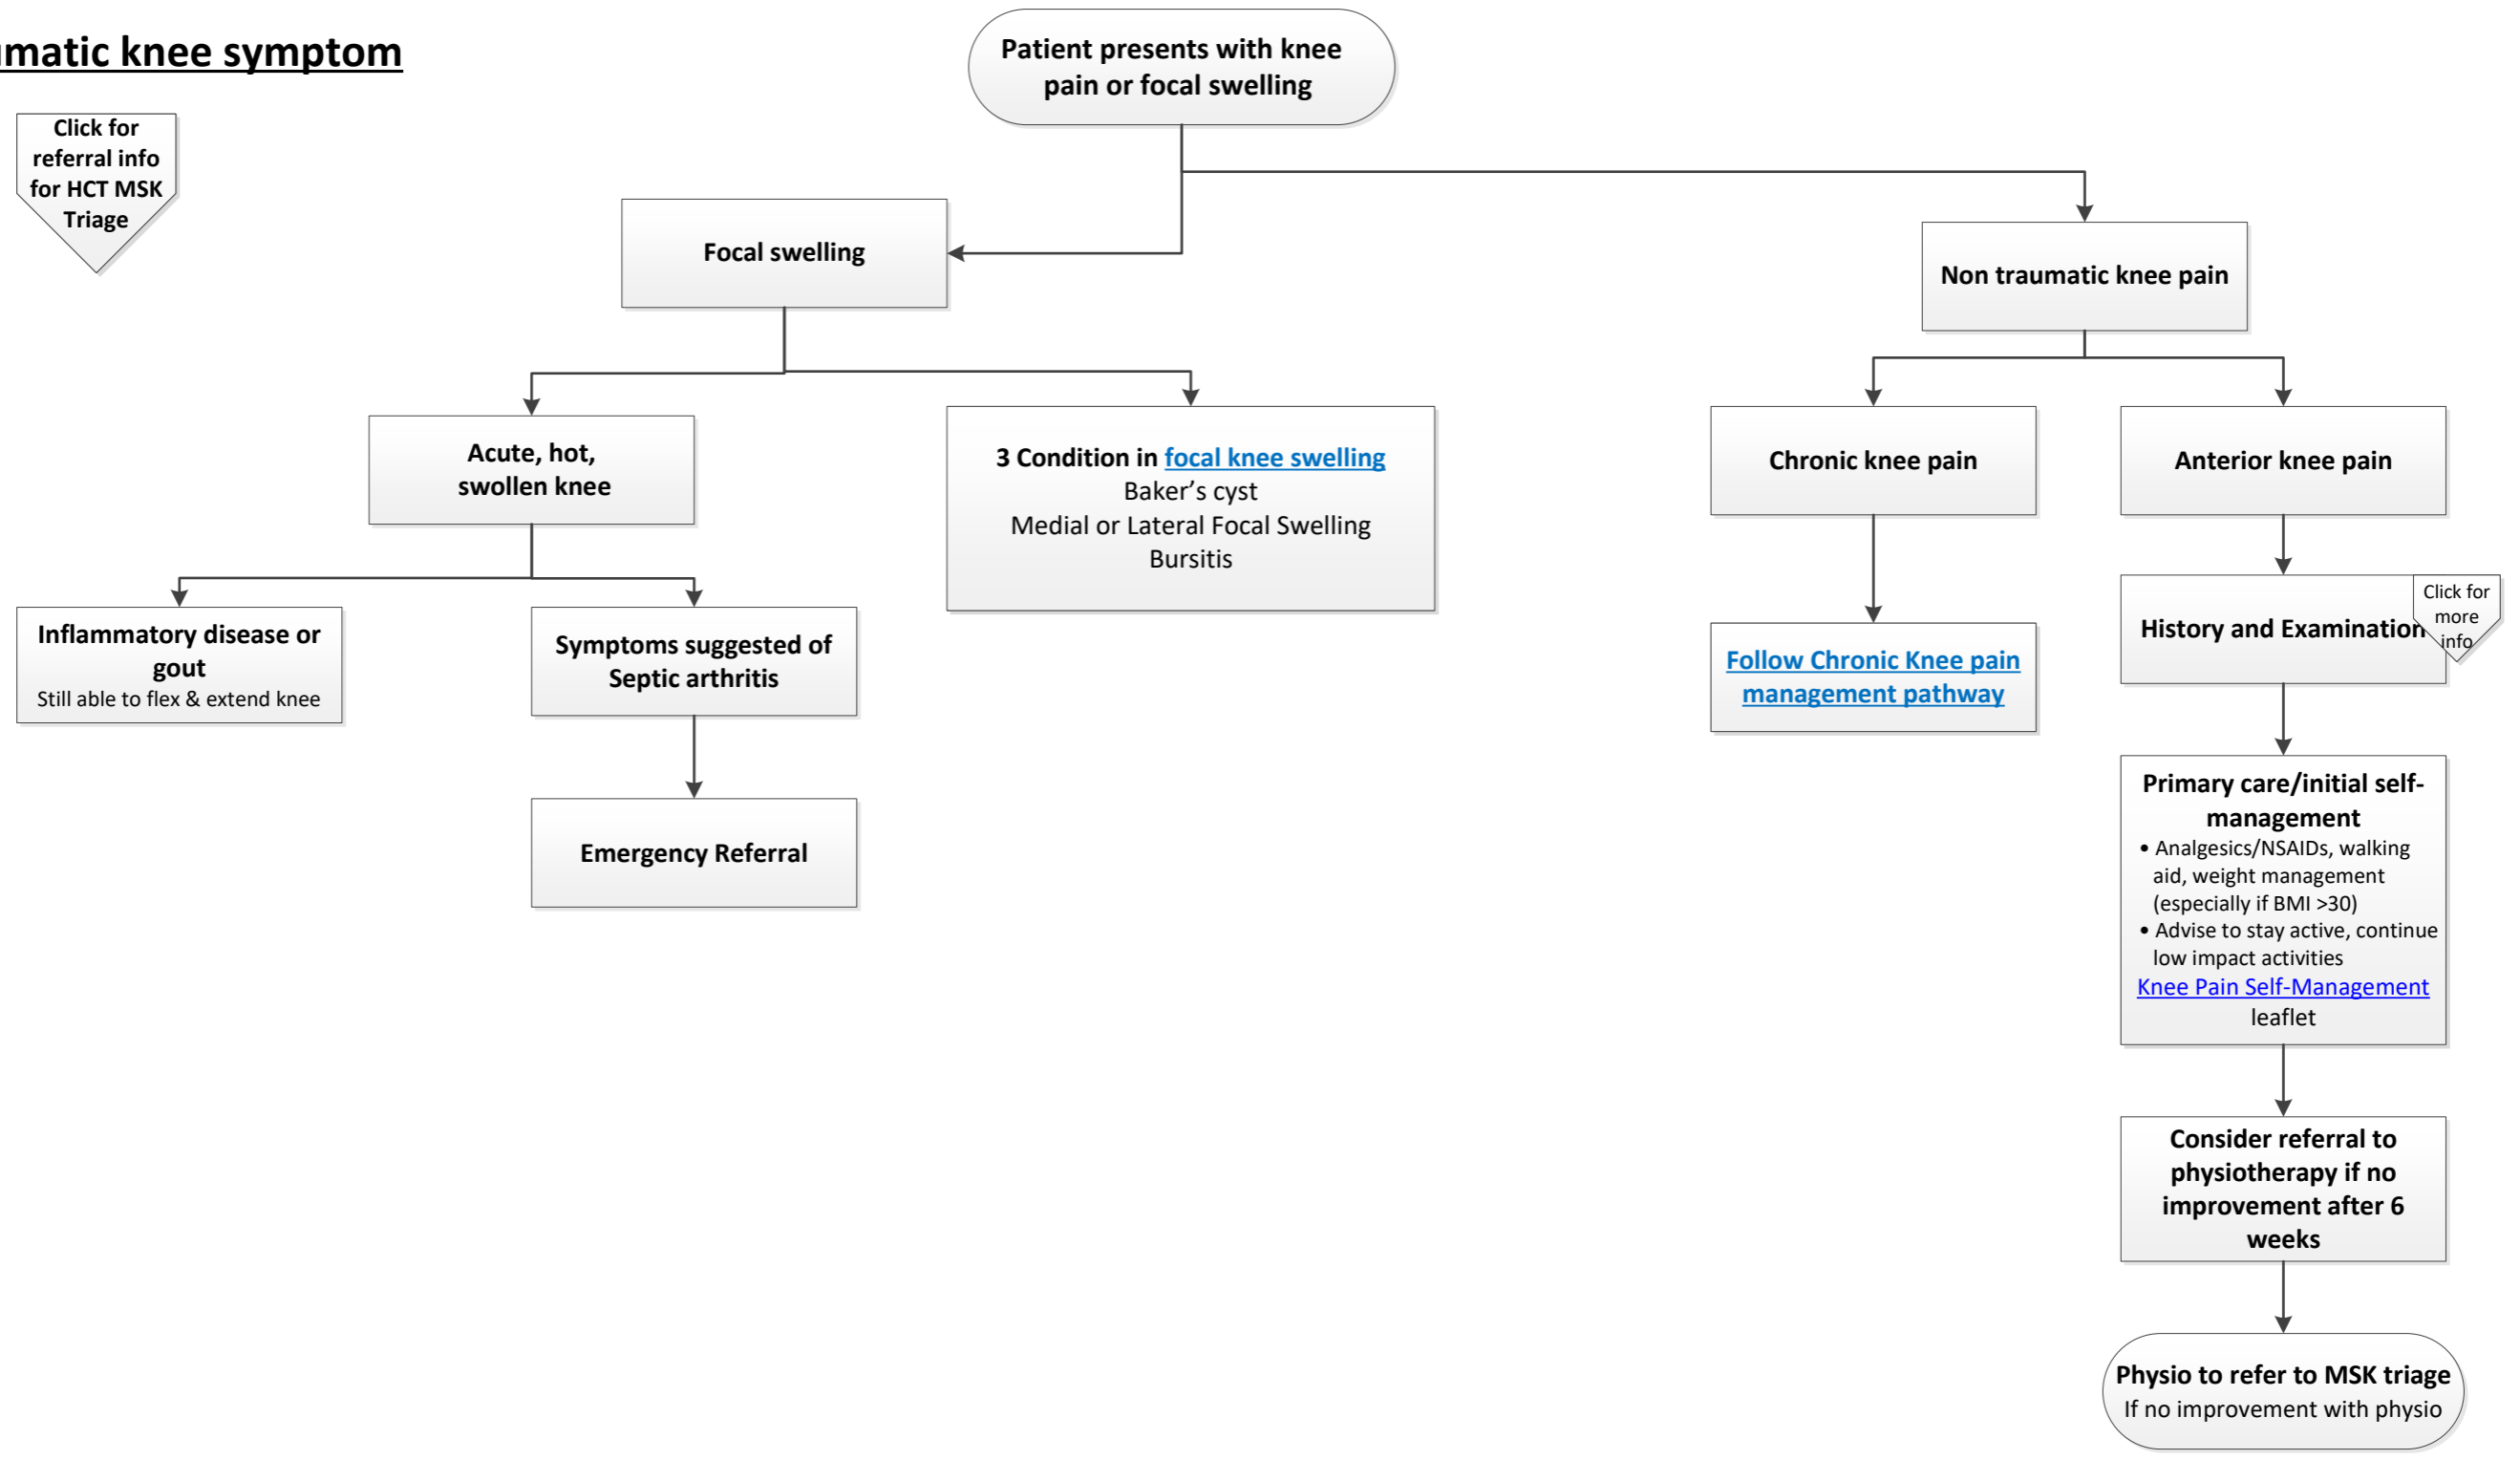 umatic knee symptom
Click for
referral info
for HCT MSK
Triage
Patient presents with knee
pain or focal swelling
Focal swelling
Non traumatic knee pain
Acute, hot,
swollen knee
3 Condition in focal knee swelling
Baker’s cyst
Medial or Lateral Focal Swelling
Bursitis
Chronic knee pain
Anterior knee pain
Inflammatory disease or
gout
Still able to flex & extend knee
Symptoms suggested of
Septic arthritis
Follow Chronic Knee pain
management pathway
History and Examination
Click for
more
info
Emergency Referral
Primary care/initial self-
management
• Analgesics/NSAIDs, walking
aid, weight management
(especially if BMI >30)
• Advise to stay active, continue
low impact activities
Knee Pain Self-Management
leaflet
Consider referral to
physiotherapy if no
improvement after 6
weeks
Physio to refer to MSK triage
If no improvement with physio